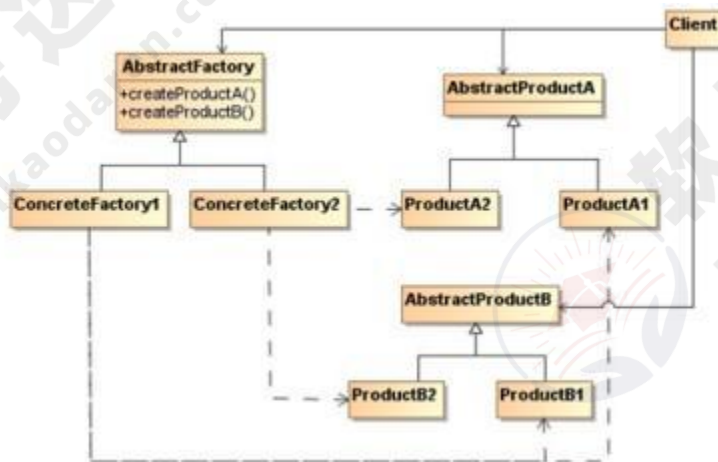 Client
AbstractFactory
+createProductA()
+createProductB()
AbstractProductA
ConcreteFactory1
ConcreteFactory2
ProductA2
ProductA1
AbstractProductB
ProductB2
ProductB1